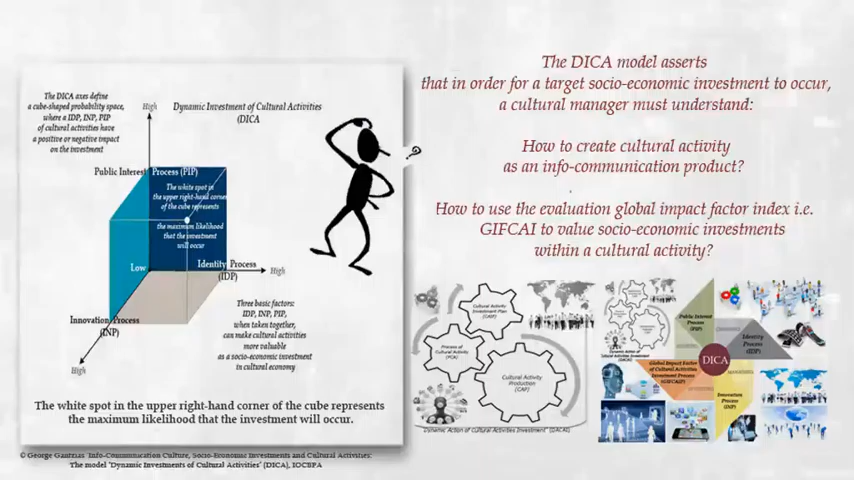 The DICA axes define
a cube-shaped probability space,
where a IDP, INP, PIP
of cultural activities have
a positive or negative impact
on the investment
High
Dynamic Investment of Cultural Activities
(DICA
Public Interest Process (PIP)
The white spot in
the upper right-hand corner
of the cube represents
the maximum likelihood
that the investment
will occur
Low
Identity Process
(IDP)
High
Innovation Process
(INP)
High
Three basic factors:
IDP, INP, PIP,
when taken together,
can make cultural activities
more valuable
as a socio-economic investment
in cultural economy
The white spot in the upper right-hand corner of the cube represents
the maximum likelihood that the investment will occur.
© George Gantzias Info-Communication Culture, Socio-Economic Investments and Cultural Activities:
The model 'Dynamic Investments of Cultural Activities' (DICA), IOCBPA
?
The DICA model asserts
that in order for a target socio-economic investment to occur,
a cultural manager must understand:
How to create cultural activity
as an info-communication product?
How to use the evaluation global impact factor index i.e.
GIFCAI to value socio-economic investments
within a cultural activity?
Cultural Activity
Investment Plan
(CAIP)
Process of
Cultural Activity
(PCA)
Cultural Activity
Production
(CAP)
Dynamic Action of Cultural Activities Investment (DACAI)
Dynamic Action of
Cultural Activities Investment
(DACAI)
Public Interest
Process
(PIP)
Identity
Process
(IDP)
DICA
Global Impact Factor
of Cultural Activities
Investment Process
(GIFCAIP)
Innovation
Process
(INP)